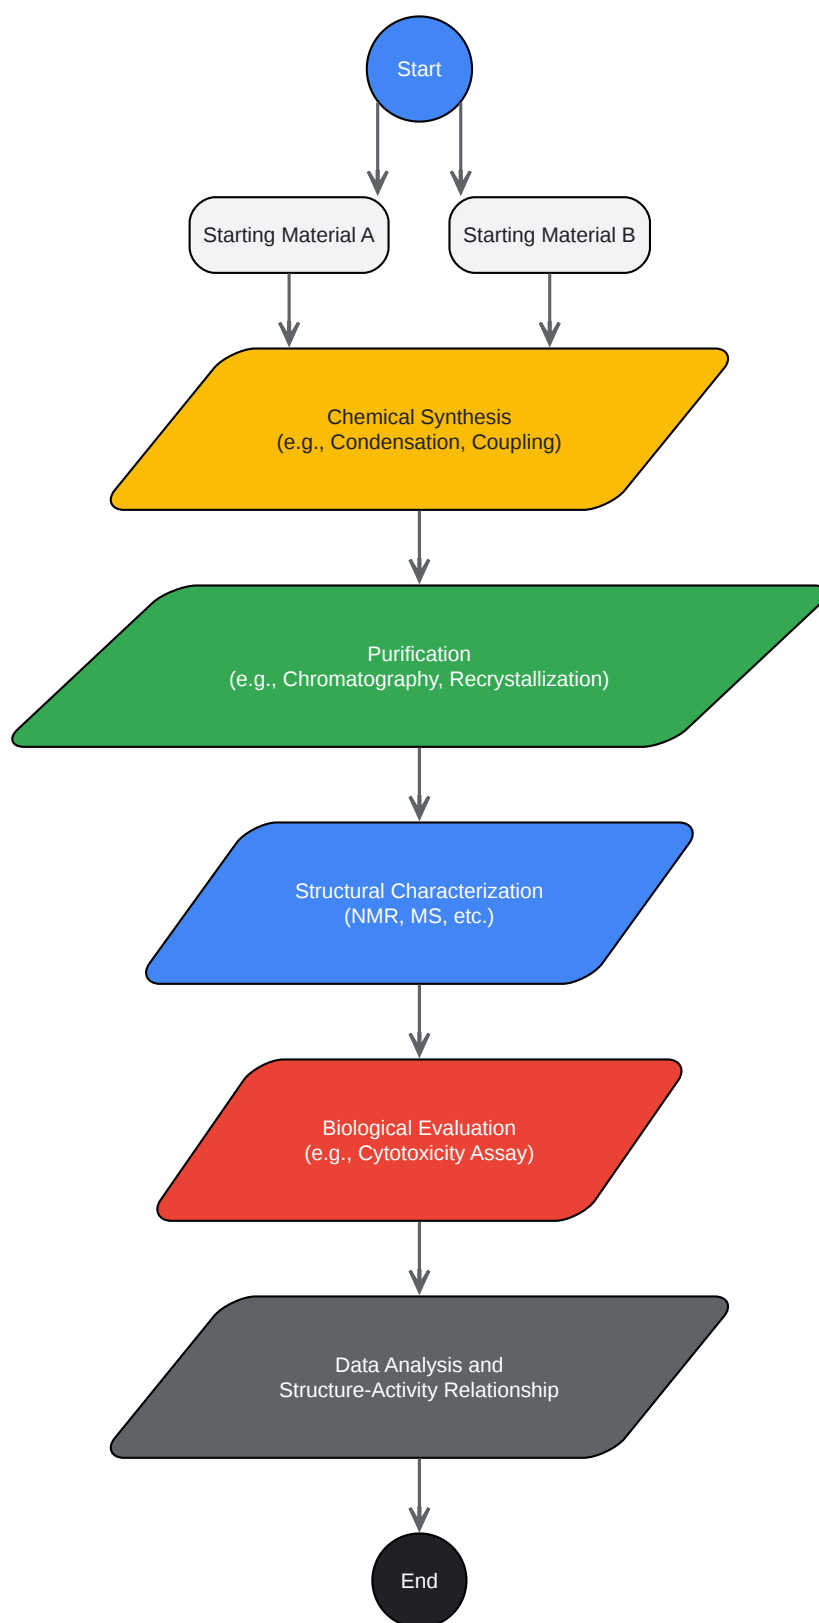 Start
Starting Material A
Starting Material B
Chemical Synthesis
(e.g., Condensation, Coupling)
Purification
(e.g., Chromatography, Recrystallization)
Structural Characterization
(NMR, MS, etc.)
Biological Evaluation
(e.g., Cytotoxicity Assay)
Data Analysis and
Structure-Activity Relationship
End